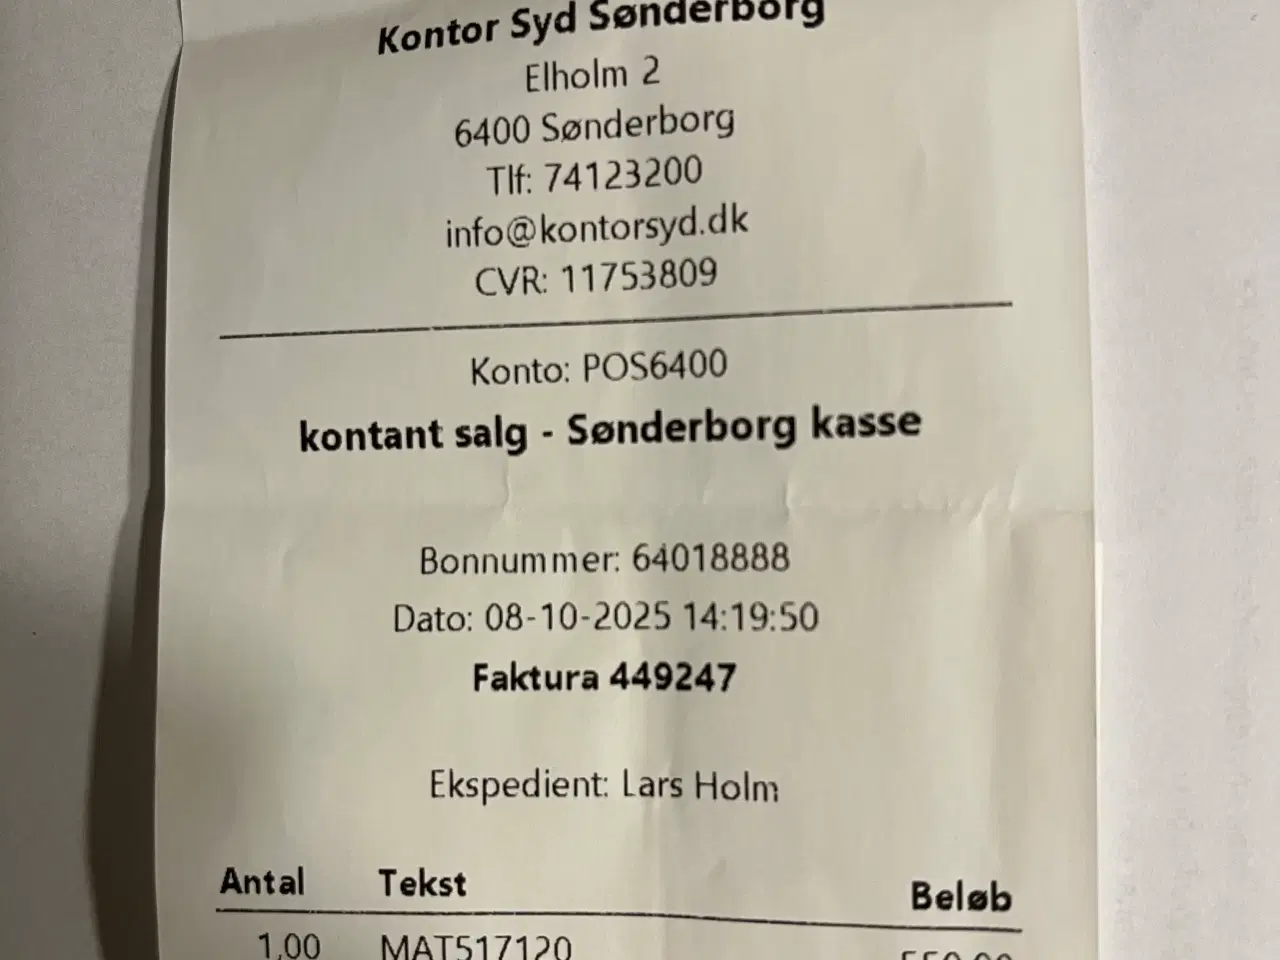 Kontor Syd Sønderborg
Elholm 2
6400 Sønderborg
Tlf: 74123200
info@kontorsyd.dk
CVR: 11753809
Konto: POS6400
kontant salg - Sønderborg kasse
Bonnummer: 64018888
Dato: 08-10-2025 14:19:50
Faktura 449247
Ekspedient: Lars Holm
Antal Tekst Beløb
1,00 MAT517120